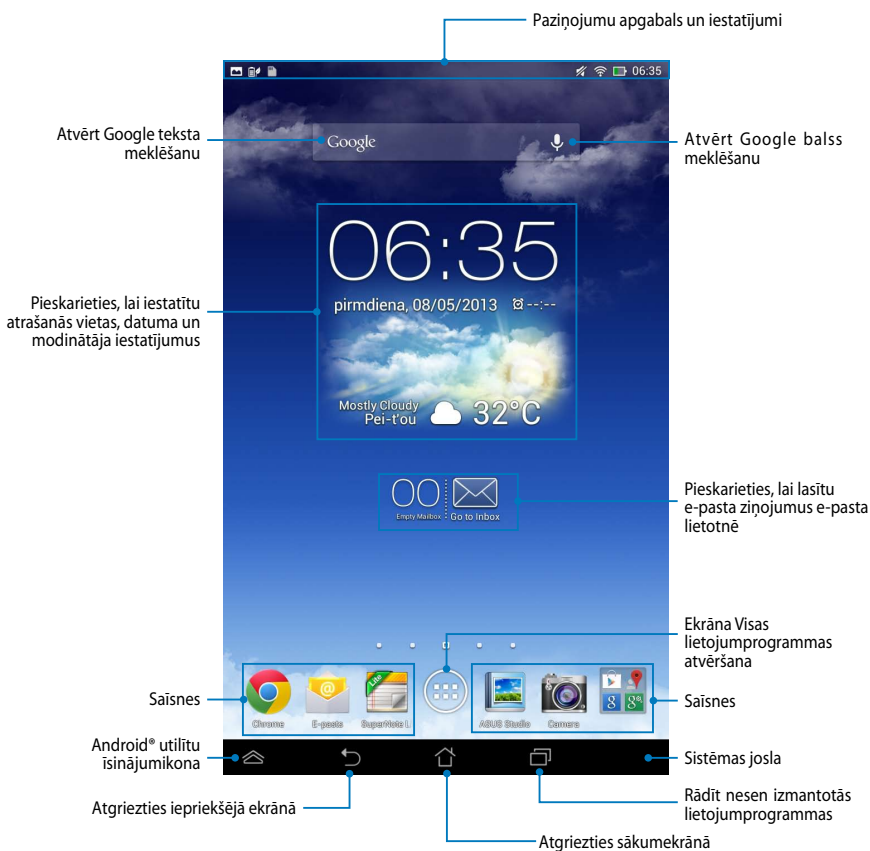 Paziņojumu apgabals un iestatījumi
06:35
Atvērt Google teksta
meklēšanu
Google
Atvērt Google balss
meklēšanu
06:35
pirmdiena, 08/05/2013 --:--
Pieskarieties, lai iestatītu
atrašanās vietas, datuma un
modinātāja iestatījumus
Mostly Cloudy
Pei-t'ou
32°C
00
Empty Mailbox
Go to Inbox
Pieskarieties, lai lasītu
e-pasta ziņojumus e-pasta
lietotnē
Ekrāna Visas
lietojumprogrammas
atvēršana
Saīsnes
Lite
Chrome
E-pasts
SuperNote L
ASUS Studio
Camera
Saīsnes
Android® utilītu
īsinājumikona
Sistēmas josla
Atgriezties iepriekšējā ekrānā
Rādīt nesen izmantotās
lietojumprogrammas
Atgriezties sākumekrānā